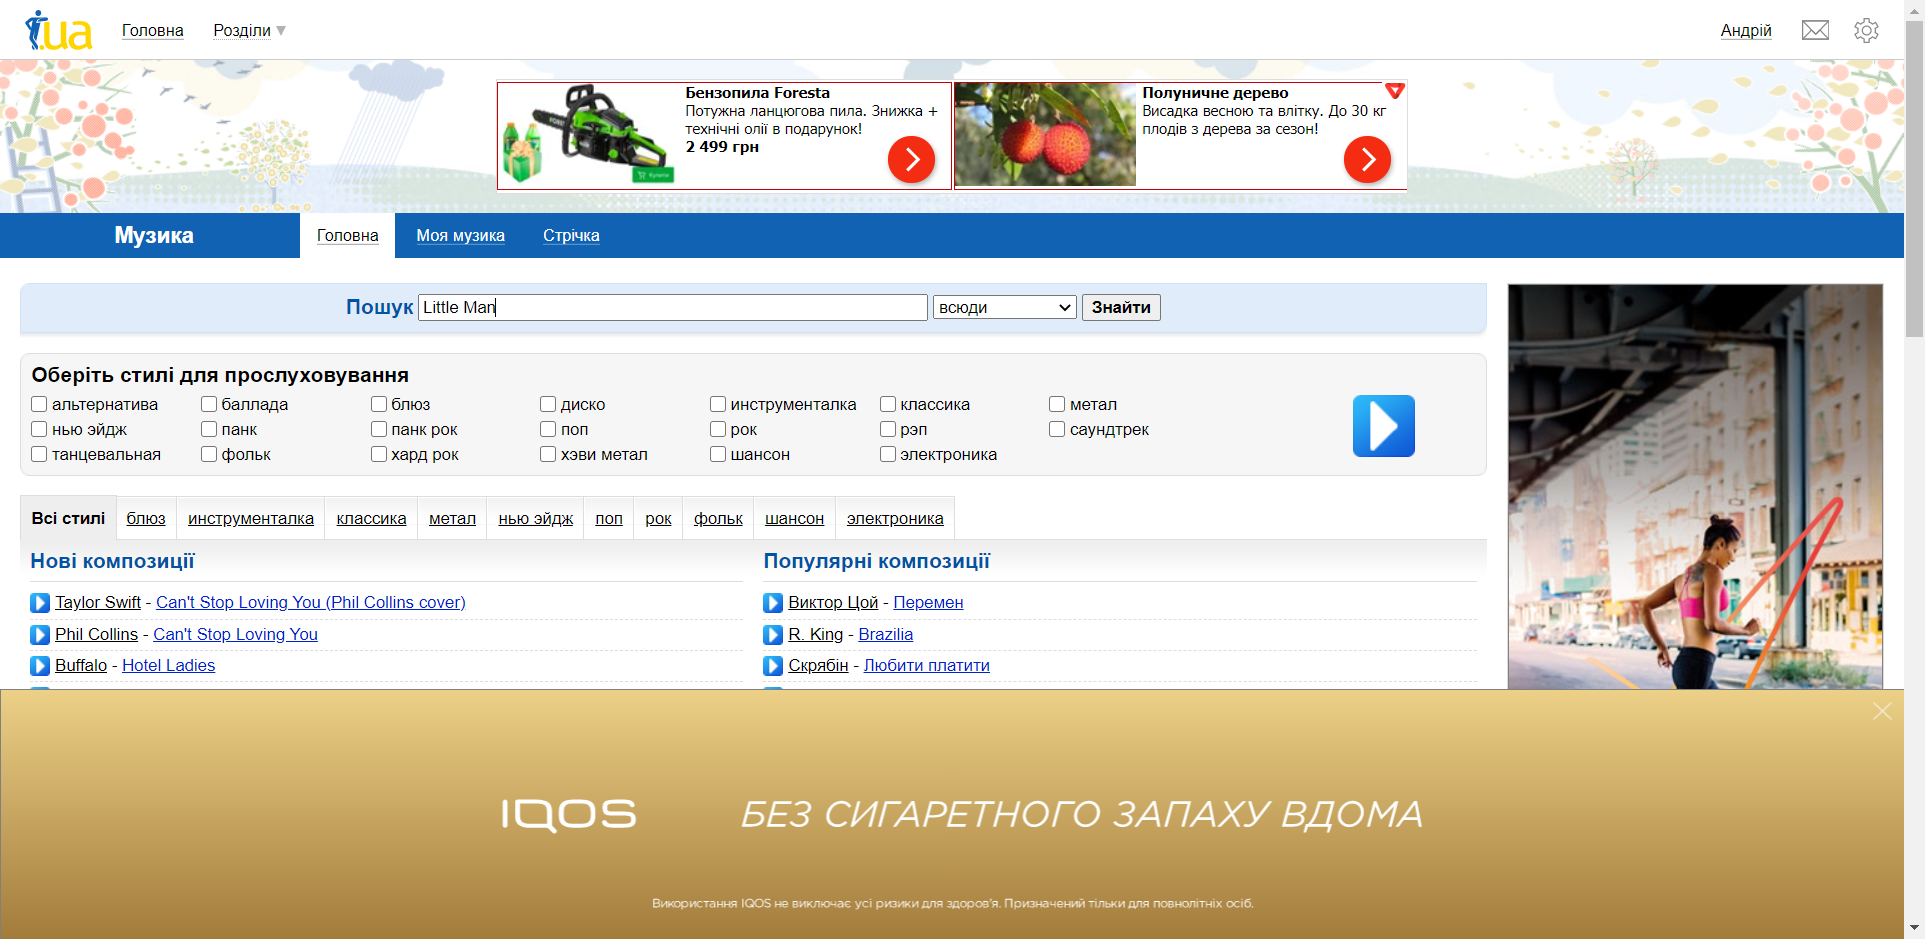 i.ua
Головна
Розділи
Андрій
Бензопила Foresta
Потужна ланцюгова пила. Знижка +
технічні олії в подарунок!
2 499 грн
Купити
Полуничне дерево
Висадка весною та влітку. До 30 кг
плодів з дерева за сезон!
Музика
Головна
Моя музика
Стрічка
Пошук
Little Man
всюди
Знайти
Оберіть стилі для прослуховування
альтернатива баллада блюз диско инструменталка классика метал
нью эйдж панк панк рок поп рок рэп саундтрек
танцевальная фольк хард рок хэви метал шансон электроника
Всі стилі блюз инструменталка классика метал нью эйдж поп рок фольк шансон электроника
Нові композиції
Taylor Swift - Can't Stop Loving You (Phil Collins cover)
Phil Collins - Can't Stop Loving You
Buffalo - Hotel Ladies
Популярні композиції
Виктор Цой - Перемен
R. King - Brazilia
Скрябін - Любити платити
IQOS
БЕЗ СИГАРЕТНОГО ЗАПАХУ ВДОМА
Використання IQOS не виключає усі ризики для здоров'я. Призначений тільки для повнолітніх осіб.